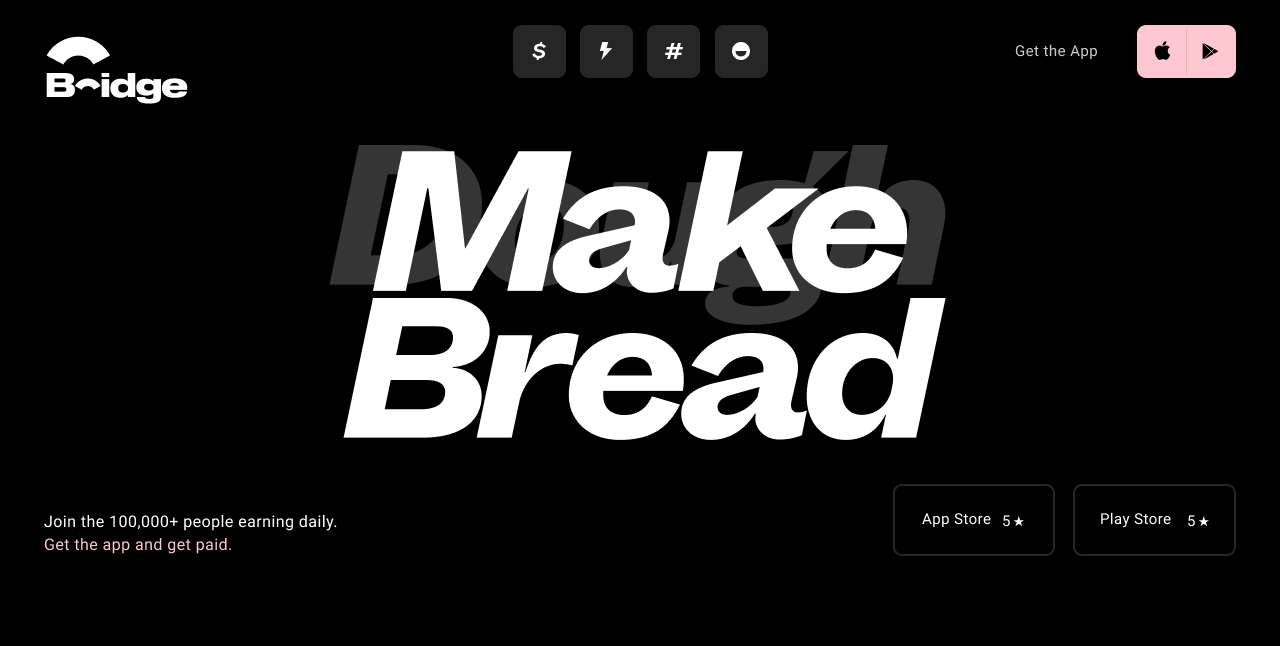 Bridge
$
#
Get the App
Dough
Make
Bread
Join the 100,000+ people earning daily.
Get the app and get paid.
App Store 5 ★
Play Store 5 ★